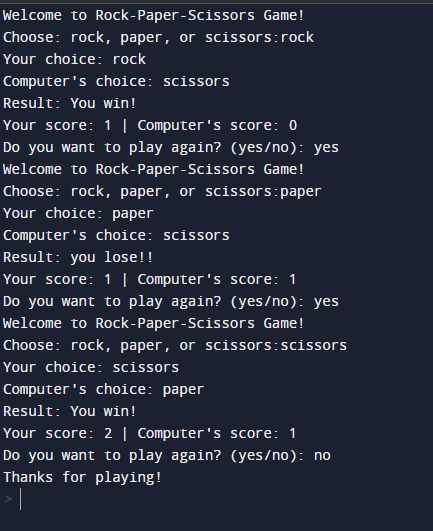 Welcome to Rock-Paper-Scissors Game!
Choose: rock, paper, or scissors:rock
Your choice: rock
Computer's choice: scissors
Result: You win!
Your score: 1 | Computer's score: 0
Do you want to play again? (yes/no): yes
Welcome to Rock-Paper-Scissors Game!
Choose: rock, paper, or scissors:paper
Your choice: paper
Computer's choice: scissors
Result: you lose!!
Your score: 1 | Computer's score: 1
Do you want to play again? (yes/no): yes
Welcome to Rock-Paper-Scissors Game!
Choose: rock, paper, or scissors:scissors
Your choice: scissors
Computer's choice: paper
Result: You win!
Your score: 2 | Computer's score: 1
Do you want to play again? (yes/no): no
Thanks for playing!
>